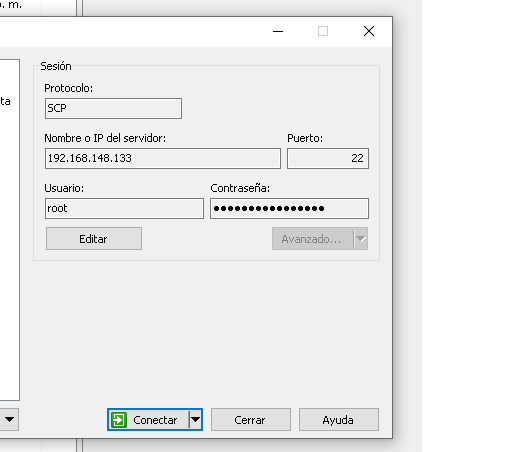 p. m.
ta
Sesión
Protocolo:
SCP
Nombre o IP del servidor: Puerto:
192.168.148.133 22
Usuario: Contraseña:
root ●●●●●●●●●●●●●●●●
Editar Avanzado...
Conectar Cerrar Ayuda